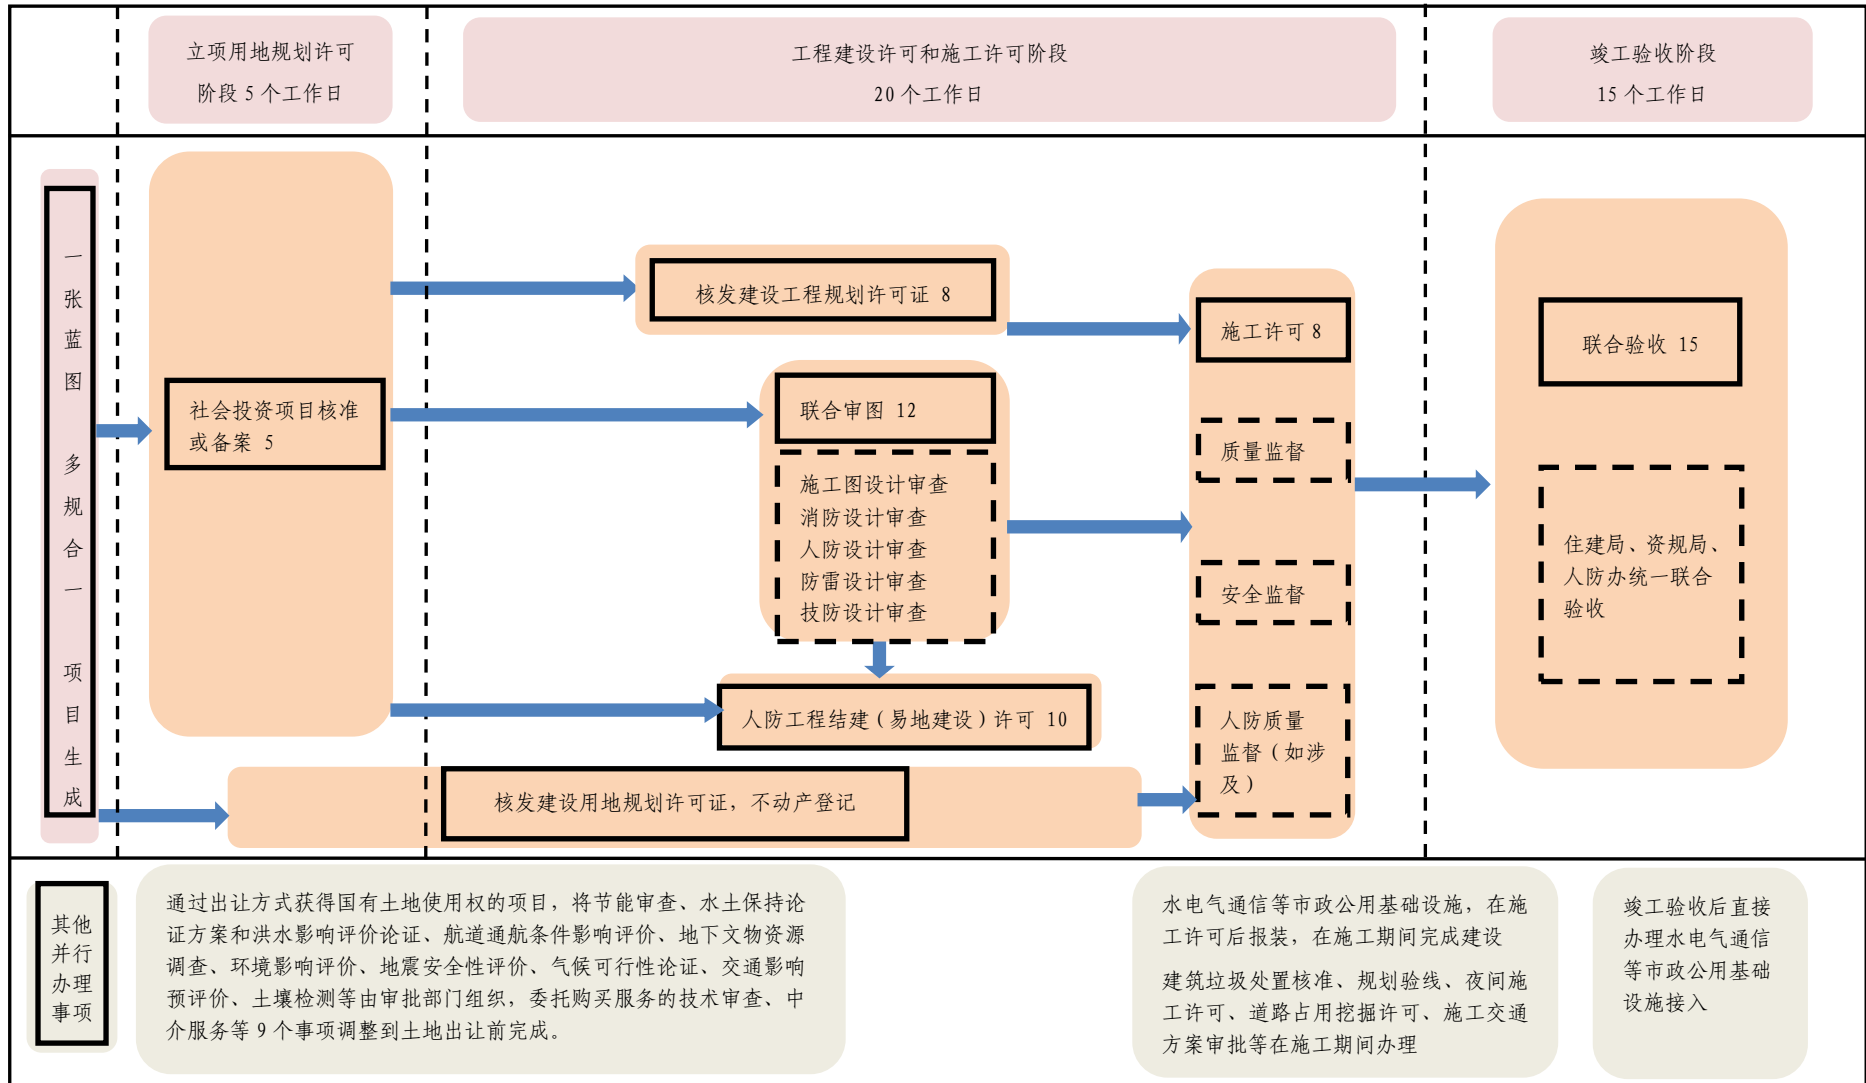 立项用地规划许可
阶段 5 个工作日
工程建设许可和施工许可阶段
20 个工作日
竣工验收阶段
15 个工作日
一张蓝图 多规合一 项目生成
社会投资项目核准
或备案 5
核发建设工程规划许可证 8
联合审图 12
施工图设计审查
消防设计审查
人防设计审查
防雷设计审查
技防设计审查
人防工程结建（易地建设）许可 10
核发建设用地规划许可证，不动产登记
施工许可 8
质量监督
安全监督
人防质量
监督（如涉
及）
联合验收 15
住建局、资规局、
人防办统一联合
验收
其他
并行
办理
事项
通过出让方式获得国有土地使用权的项目，将节能审查、水土保持论
证方案和洪水影响评价论证、航道通航条件影响评价、地下文物资源
调查、环境影响评价、地震安全性评价、气候可行性论证、交通影响
预评价、土壤检测等由审批部门组织，委托购买服务的技术审查、中
介服务等 9 个事项调整到土地出让前完成。
水电气通信等市政公用基础设施，在施
工许可后报装，在施工期间完成建设
建筑垃圾处置核准、规划验线、夜间施
工许可、道路占用挖掘许可、施工交通
方案审批等在施工期间办理
竣工验收后直接
办理水电气通信
等市政公用基础
设施接入